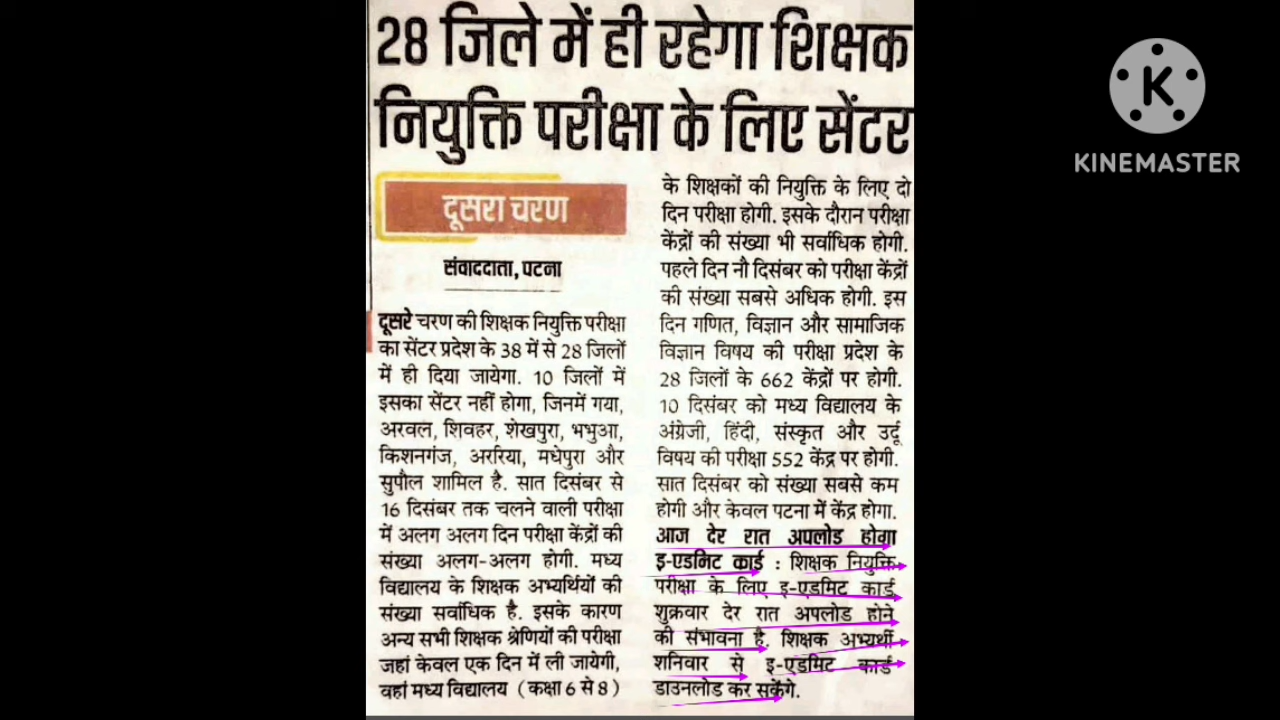 28 जिले में ही रहेगा शिक्षक
नियुक्ति परीक्षा के लिए सेंटर
दूसरा चरण
संवाददाता, पटना
दूसरे चरण की शिक्षक नियुक्ति परीक्षा
का सेंटर प्रदेश के 38 में से 28 जिलों
में ही दिया जायेगा. 10 जिलों में
इसका सेंटर नहीं होगा, जिनमें गया,
अरवल, शिवहर, शेखपुरा, भभुआ,
किशनगंज, अररिया, मधेपुरा और
सुपौल शामिल है. सात दिसंबर से
16 दिसंबर तक चलने वाली परीक्षा
में अलग अलग दिन परीक्षा केंद्रों की
संख्या अलग-अलग होगी. मध्य
विद्यालय के शिक्षक अभ्यर्थियों की
संख्या सर्वाधिक है. इसके कारण
अन्य सभी शिक्षक श्रेणियों की परीक्षा
जहां केवल एक दिन में ली जायेगी,
वहां मध्य विद्यालय (कक्षा 6 से 8)
के शिक्षकों की नियुक्ति के लिए दो
दिन परीक्षा होगी. इसके दौरान परीक्षा
केंद्रों की संख्या भी सर्वाधिक होगी.
पहले दिन नौ दिसंबर को परीक्षा केंद्रों
की संख्या सबसे अधिक होगी. इस
दिन गणित, विज्ञान और सामाजिक
विज्ञान विषय की परीक्षा प्रदेश के
28 जिलों के 662 केंद्रों पर होगी.
10 दिसंबर को मध्य विद्यालय के
अंग्रेजी, हिंदी, संस्कृत और उर्दू
विषय की परीक्षा 552 केंद्र पर होगी.
सात दिसंबर को संख्या सबसे कम
होगी और केवल पटना में केंद्र होगा.
आज देर रात अपलोड होगा
इ-एडमिट कार्ड : शिक्षक नियुक्ति
परीक्षा के लिए इ-एडमिट कार्ड
शुक्रवार देर रात अपलोड होने
की संभावना है. शिक्षक अभ्यर्थी
शनिवार से इ-एडमिट कार्ड
डाउनलोड कर सकेंगे.
K
KINEMASTER